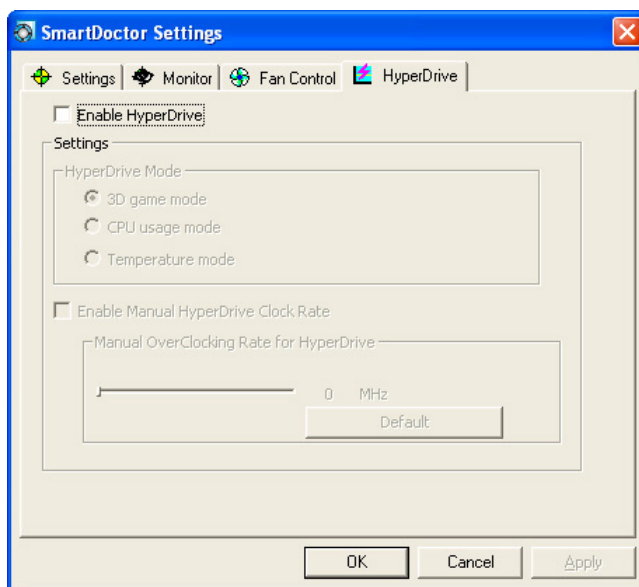 SmartDoctor Settings
Settings Monitor Fan Control HyperDrive
Enable HyperDrive
Settings
HyperDrive Mode
3D game mode
CPU usage mode
Temperature mode
Enable Manual HyperDrive Clock Rate
Manual OverClocking Rate for HyperDrive
0 MHz
Default
OK Cancel Apply